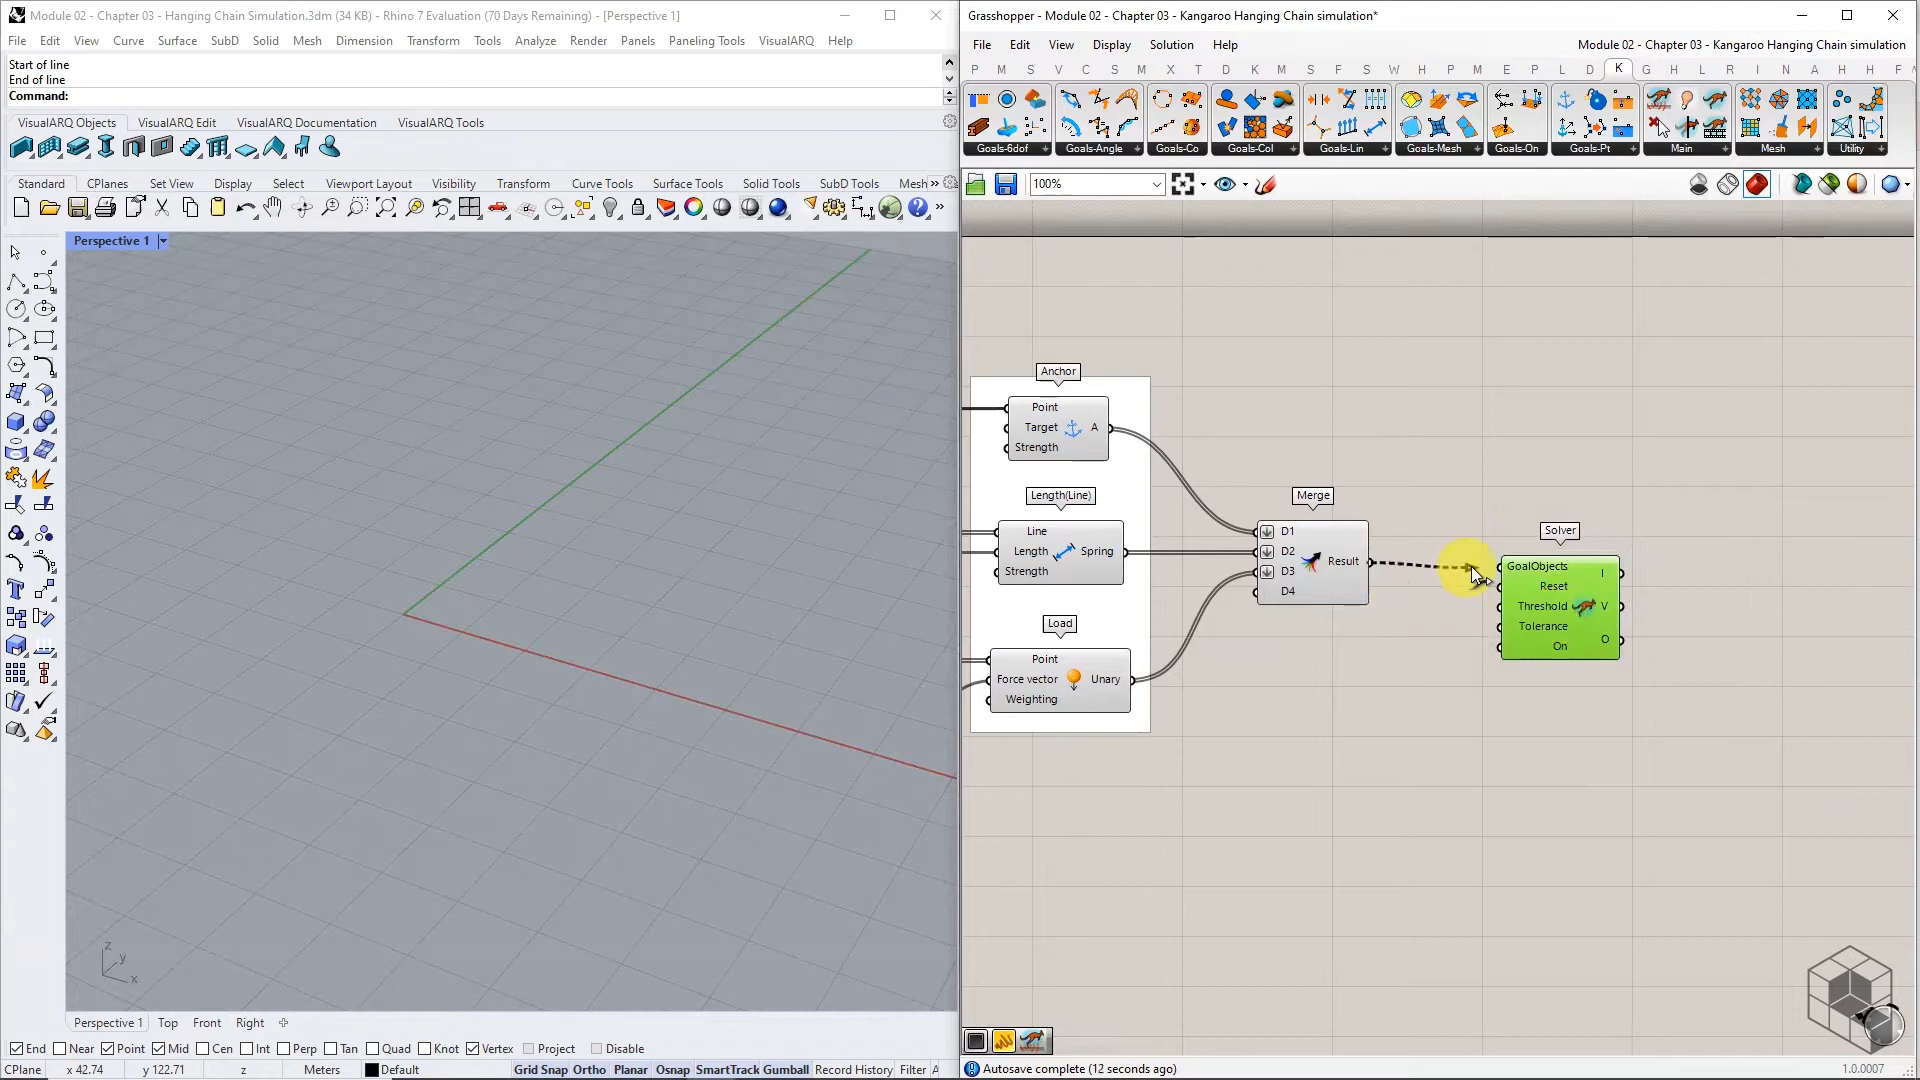 Module 02 - Chapter 03 - Hanging Chain Simulation.3dm (34 KB) - Rhino 7 Evaluation (70 Days Remaining) - [Perspective 1]
File Edit View Curve Surface SubD Solid Mesh Dimension Transform Tools Analyze Render Panels Paneling Tools VisualARQ Help
Start of line
End of line
Command:
VisualARQ Objects VisualARQ Edit VisualARQ Documentation VisualARQ Tools
Standard CPlanes Set View Display Select Viewport Layout Visibility Transform Curve Tools Surface Tools Solid Tools SubD Tools Mesh »
Perspective 1
z
y
x
Perspective 1 Top Front Right
End Near Point Mid Cen Int Perp Tan Quad Knot Vertex Project Disable
CPlane x 42.74 y 122.71 z Meters Default Grid Snap Ortho Planar Osnap SmartTrack Gumball Record History Filter A
Grasshopper - Module 02 - Chapter 03 - Kangaroo Hanging Chain simulation*
File Edit View Display Solution Help Module 02 - Chapter 03 - Kangaroo Hanging Chain simulation
P M S V C S M X T D K M S F S W H P M E P L D K G H L R I N A H H F
Goals-6dof Goals-Angle Goals-Co Goals-Col Goals-Lin Goals-Mesh Goals-On Goals-Pt Main Mesh Utility
100%
Anchor
Point
Target A
Strength
Length(Line)
Line
Length Spring
Strength
Load
Point
Force vector Unary
Weighting
Merge
D1
D2
Result
D3
D4
Solver
GoalObjects
I
Reset
Threshold V
Tolerance
O
On
Autosave complete (12 seconds ago) 1.0.0007